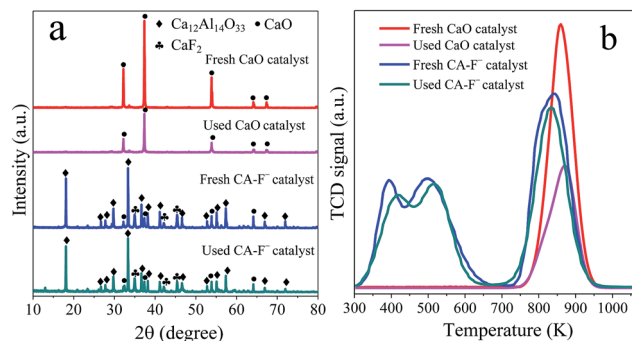 a
♦ Ca₁₂Al₁₄O₃₃ • CaO
♣ CaF₂
Fresh CaO catalyst
Used CaO catalyst
Fresh CA-F⁻ catalyst
Used CA-F⁻ catalyst
Intensity (a.u.)
10 20 30 40 50 60 70 80
2θ (degree)
b
Fresh CaO catalyst
Used CaO catalyst
Fresh CA-F⁻ catalyst
Used CA-F⁻ catalyst
TCD signal (a.u.)
300 400 500 600 700 800 900 1000
Temperature (K)